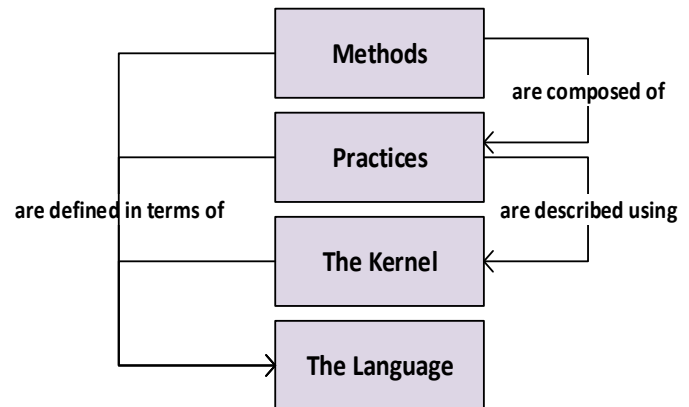 Methods
are composed of
Practices
are defined in terms of
are described using
The Kernel
The Language